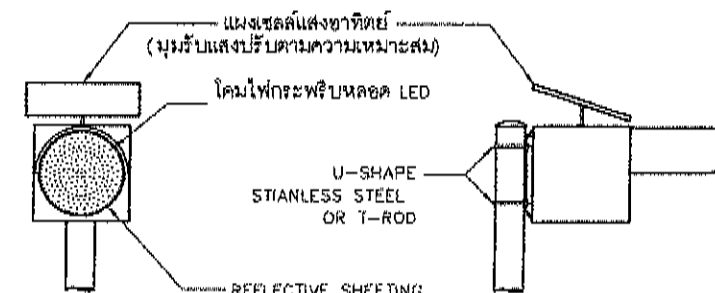 แผงเซลล์แสงอาทิตย์
(มุมรับแสงปรับตามความเหมาะสม)
โคมไฟกระพริบหลอด LED
U-SHAPE
STIANLESS STEEL
OR T-ROD
REFLECTIVE SHEETING